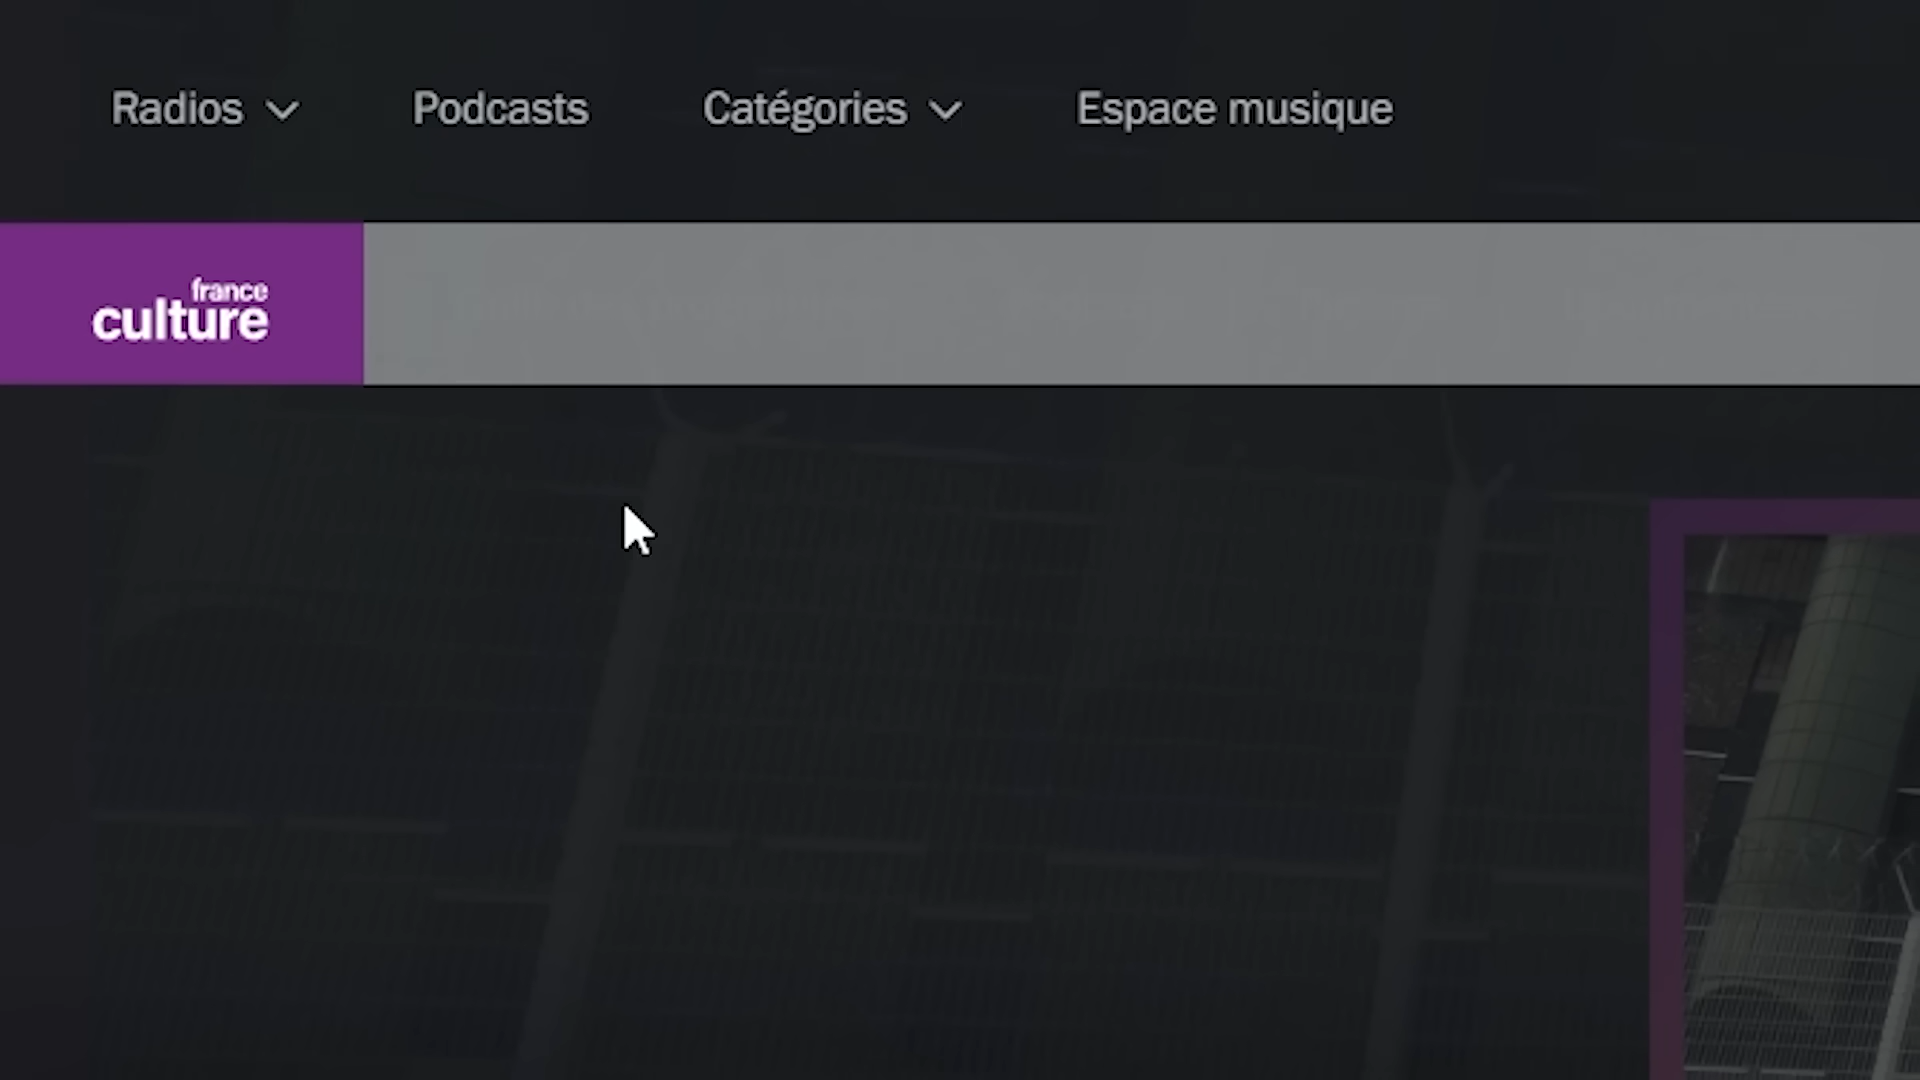 Radios
Podcasts
Catégories
Espace musique
france
culture